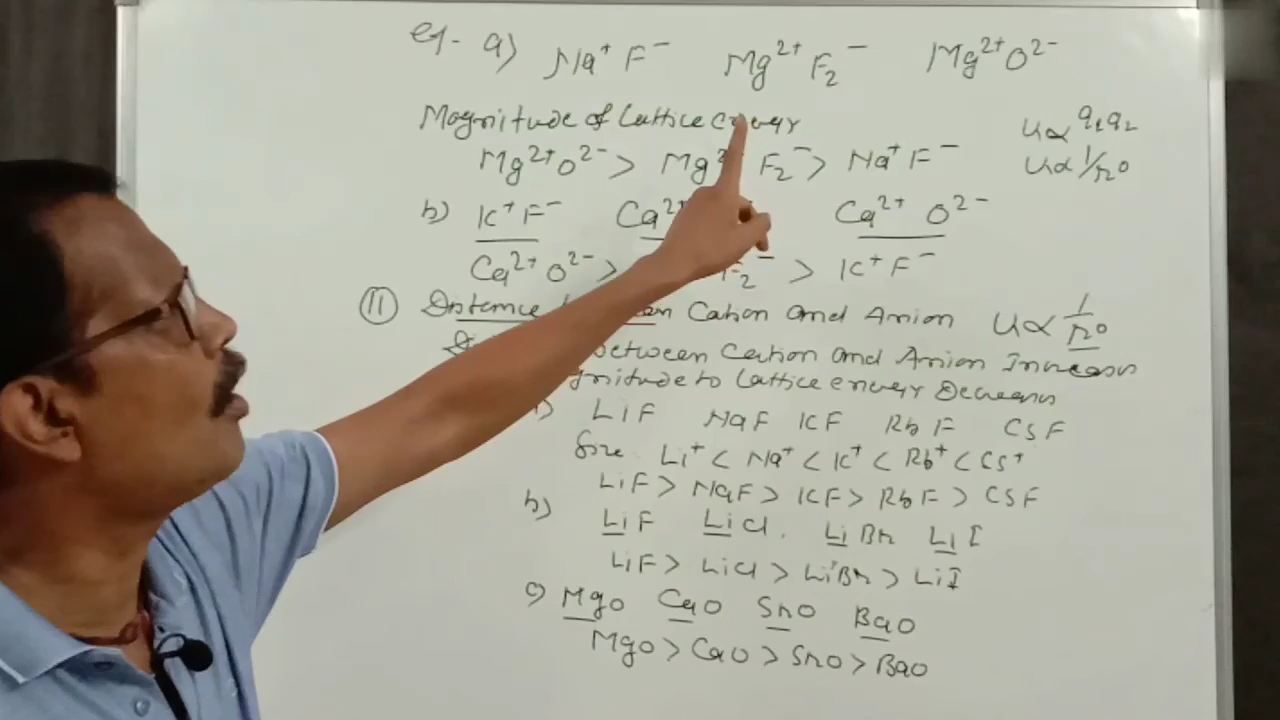 eg- a) Na⁺ F⁻ Mg²⁺ F₂⁻ Mg²⁺ O²⁻
Magnitude of Lattice energy
U∝ q₁q₂
Mg²⁺O²⁻ > Mg² F₂⁻ > Na⁺ F⁻
U∝ 1/r₀
b) K⁺ F⁻ Ca²⁺ Ca²⁺ O²⁻
Ca²⁺ O²⁻ > F₂⁻ > K⁺ F⁻
II Distance Cation and Anion U∝ 1/r₀
between Cation and Anion Increases
gnitude to Lattice energy Decreases
LiF NaF KF RbF CsF
Size Li⁺ < Na⁺ < K⁺ < Rb⁺ < Cs⁺
LiF > NaF > KF > RbF > CsF
b) LiF LiCl. LiBr LiI
LiF > LiCl > LiBr > LiI
c) MgO CaO SrO BaO
MgO > CaO > SrO > BaO